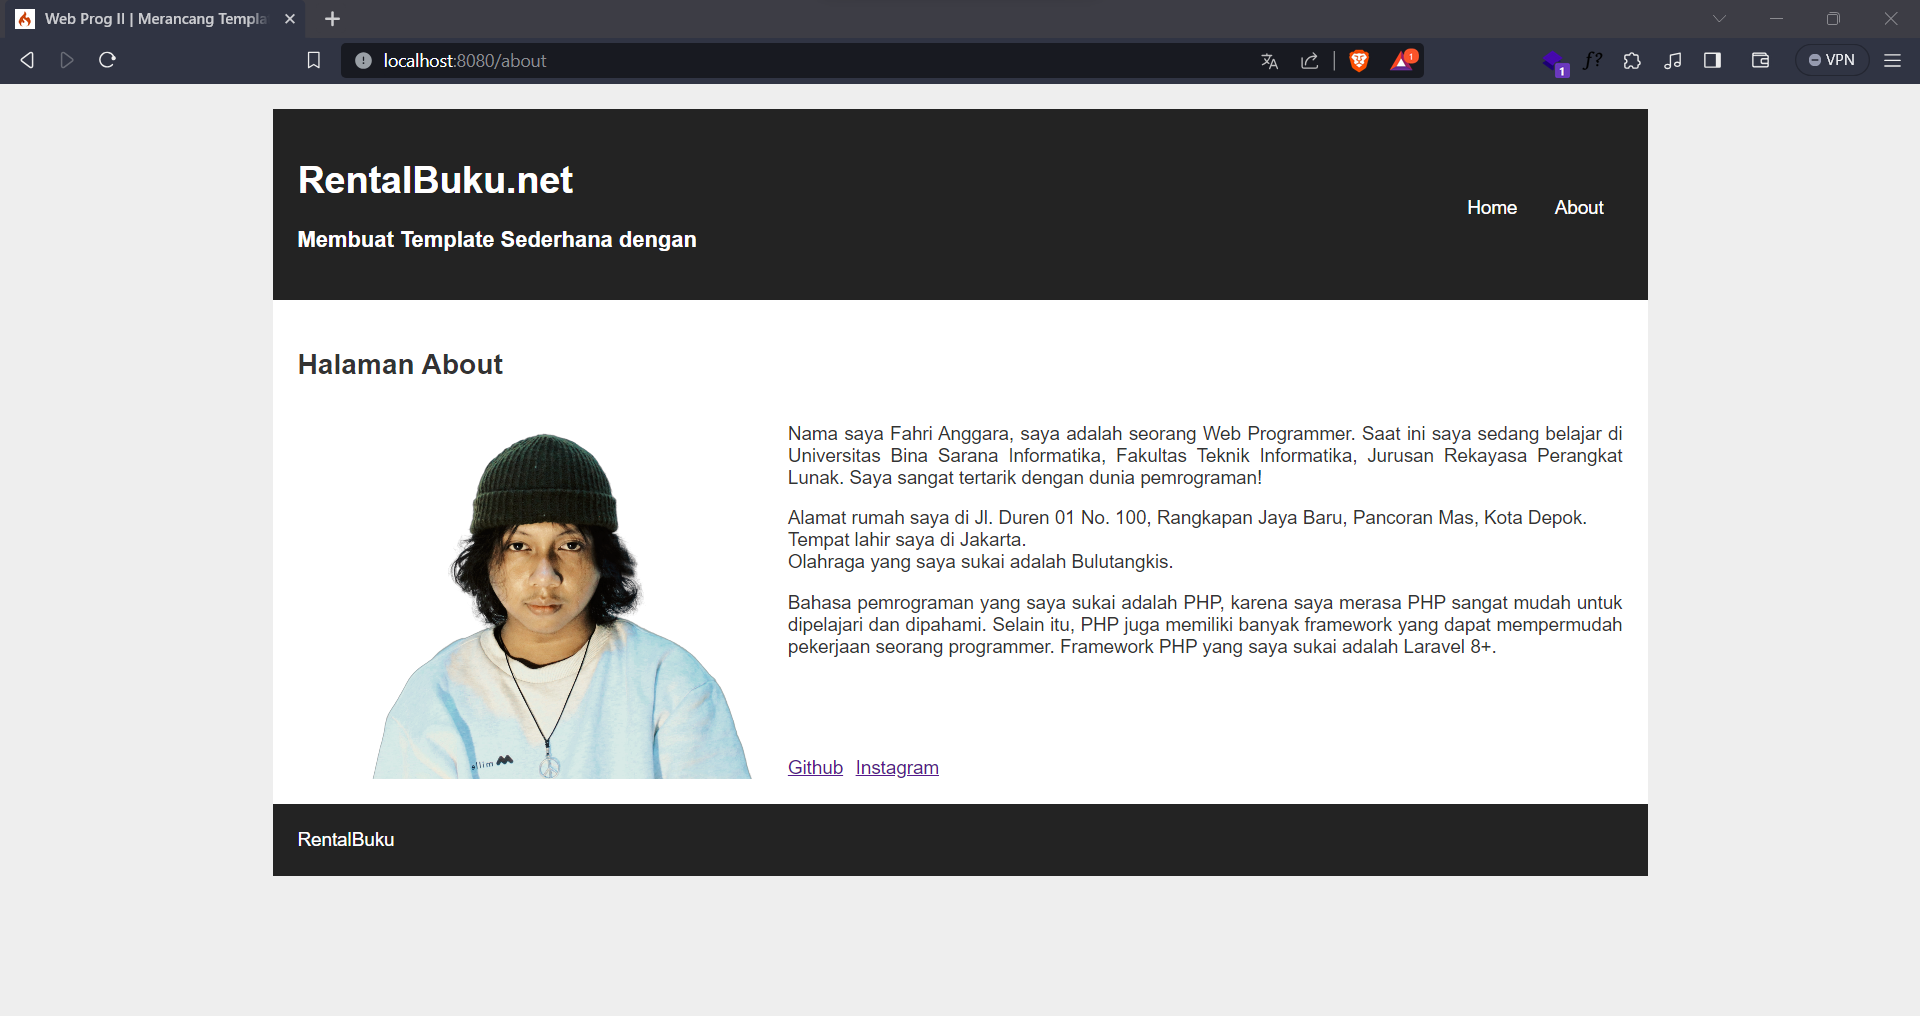 Web Prog II | Merancang Templa
localhost:8080/about
1
1
f?
VPN
RentalBuku.net
Membuat Template Sederhana dengan
Home
About
Halaman About
Nama saya Fahri Anggara, saya adalah seorang Web Programmer. Saat ini saya sedang belajar di
Universitas Bina Sarana Informatika, Fakultas Teknik Informatika, Jurusan Rekayasa Perangkat
Lunak. Saya sangat tertarik dengan dunia pemrograman!
Alamat rumah saya di Jl. Duren 01 No. 100, Rangkapan Jaya Baru, Pancoran Mas, Kota Depok.
Tempat lahir saya di Jakarta.
Olahraga yang saya sukai adalah Bulutangkis.
Bahasa pemrograman yang saya sukai adalah PHP, karena saya merasa PHP sangat mudah untuk
dipelajari dan dipahami. Selain itu, PHP juga memiliki banyak framework yang dapat mempermudah
pekerjaan seorang programmer. Framework PHP yang saya sukai adalah Laravel 8+.
Github Instagram
RentalBuku